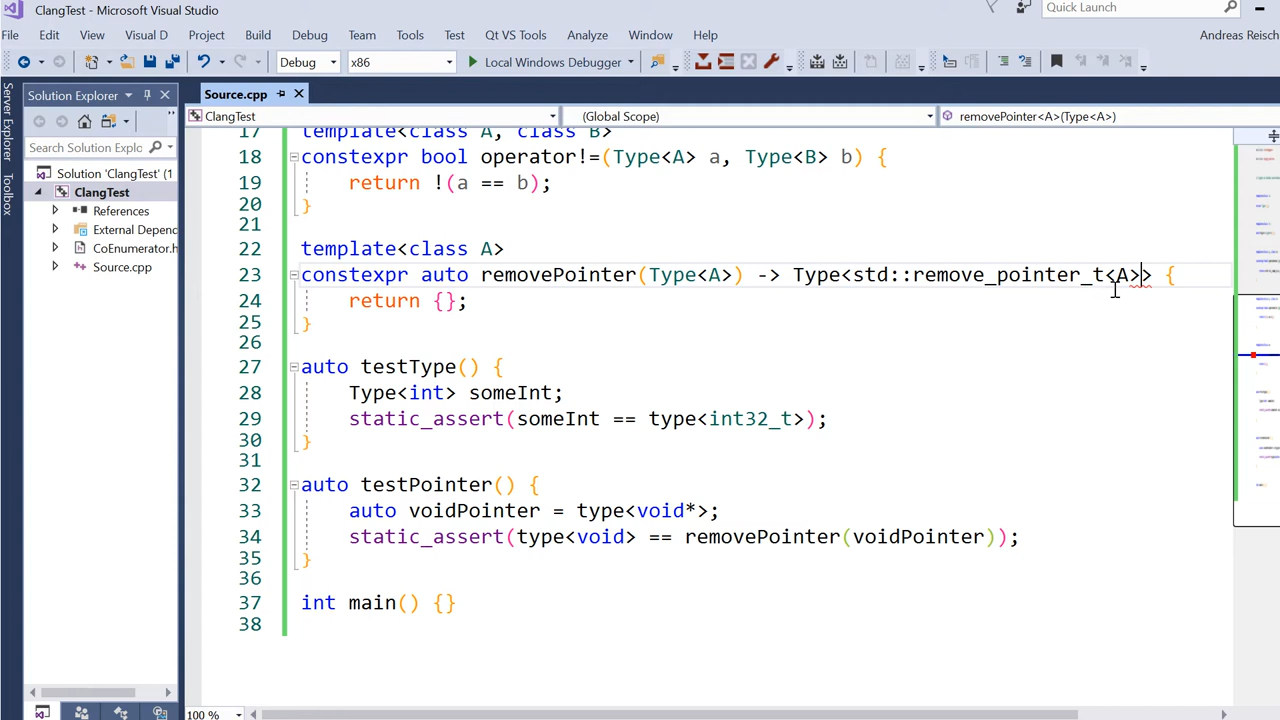 ClangTest - Microsoft Visual Studio
Quick Launch
File Edit View Visual D Project Build Debug Team Tools Test Qt VS Tools Analyze Window Help
Andreas Reisch
Debug x86 Local Windows Debugger
Server Explorer
Toolbox
Solution Explorer
Source.cpp
ClangTest
(Global Scope)
removePointer<A>(Type<A>)
Search Solution Explo
Solution 'ClangTest' (1
ClangTest
References
External Depenc
CoEnumerator.h
Source.cpp
17 template<class A, class B>
18 constexpr bool operator!=(Type<A> a, Type<B> b) {
19 return !(a == b);
20 }
21
22 template<class A>
23 constexpr auto removePointer(Type<A>) -> Type<std::remove_pointer_t<A>> {
24 return {};
25 }
26
27 auto testType() {
28 Type<int> someInt;
29 static_assert(someInt == type<int32_t>);
30 }
31
32 auto testPointer() {
33 auto voidPointer = type<void*>;
34 static_assert(type<void> == removePointer(voidPointer));
35 }
36
37 int main() {}
38
100 %